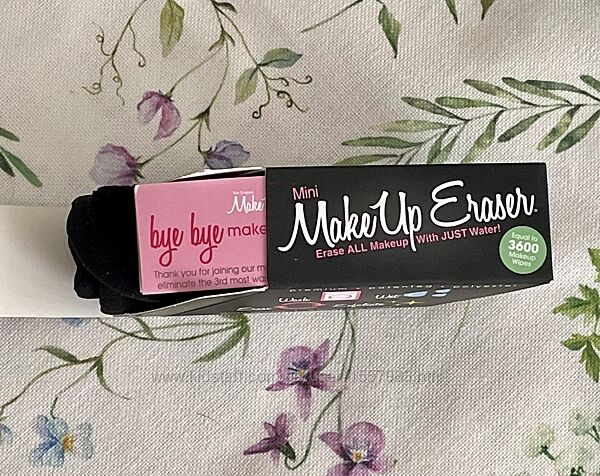 The Original
Make
bye bye make
Thank you for joining our m
eliminate the 3rd most wa
Mini
MakeUp Eraser
Erase ALL Makeup With JUST Water!
Equal to
3600
Makeup
Wipes